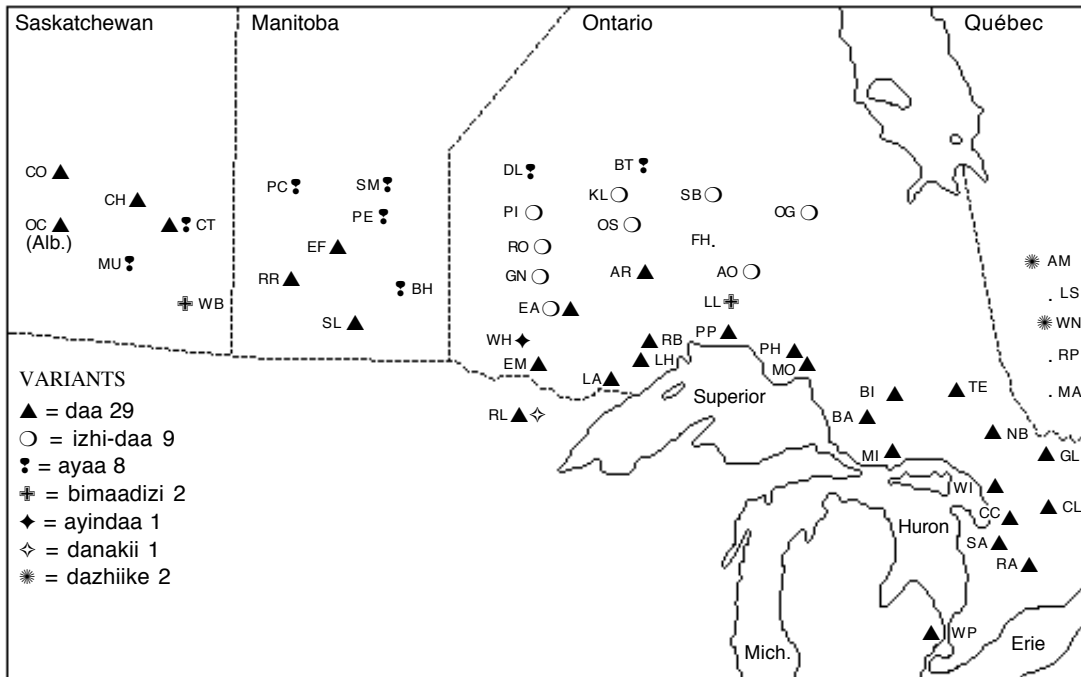 Saskatchewan Manitoba Ontario Québec
CO
CH
OC
(Alb.)
CT
MU
WB
PC
SM
PE
EF
RR
BH
SL
DL
BT
KL
SB
PI
OS
OG
RO
FH
GN
AR
AO
EA
LL
WH
RB
PP
EM
LH
PH
LA
MO
RL
Superior
BI
TE
BA
MI
NB
AM
LS
WN
RP
MA
GL
WI
CL
CC
Huron
SA
RA
WP
Mich.
Erie
VARIANTS
▲ = daa 29
❍ = izhi-daa 9
❢ = ayaa 8
✙ = bimaadizi 2
✦ = ayindaa 1
✧ = danakii 1
✺ = dazhiike 2